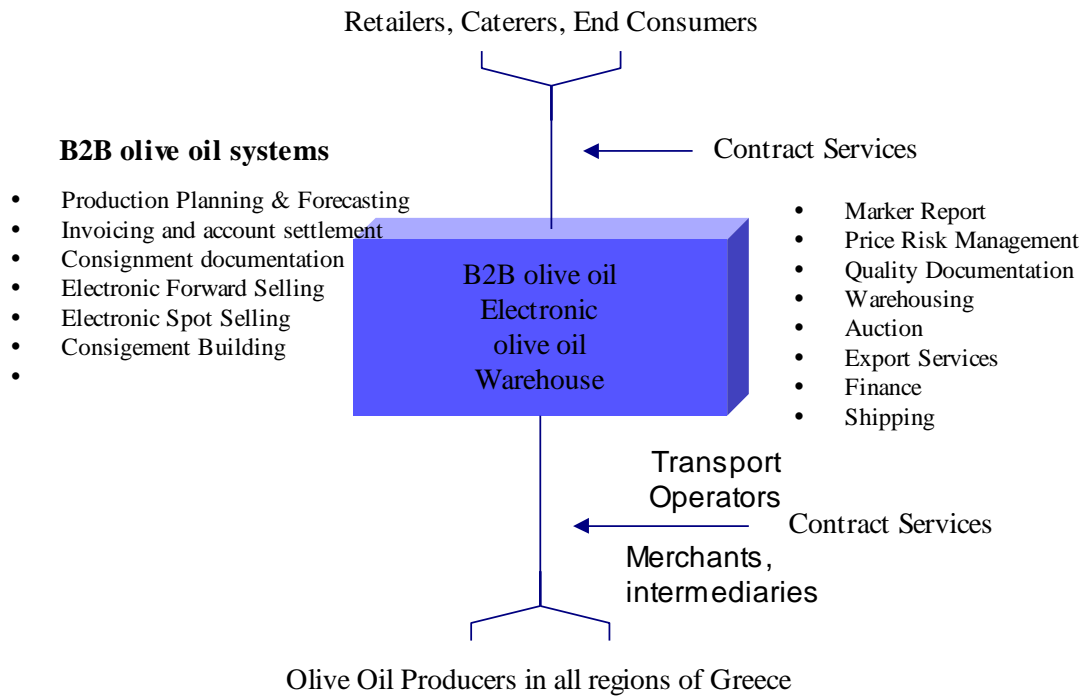 Retailers, Caterers, End Consumers
B2B olive oil systems
• Production Planning & Forecasting
• Invoicing and account settlement
• Consignment documentation
• Electronic Forward Selling
• Electronic Spot Selling
• Consigement Building
•
Contract Services
• Marker Report
• Price Risk Management
• Quality Documentation
• Warehousing
• Auction
• Export Services
• Finance
• Shipping
B2B olive oil
Electronic
olive oil
Warehouse
Transport
Operators
Contract Services
Merchants,
intermediaries
Olive Oil Producers in all regions of Greece